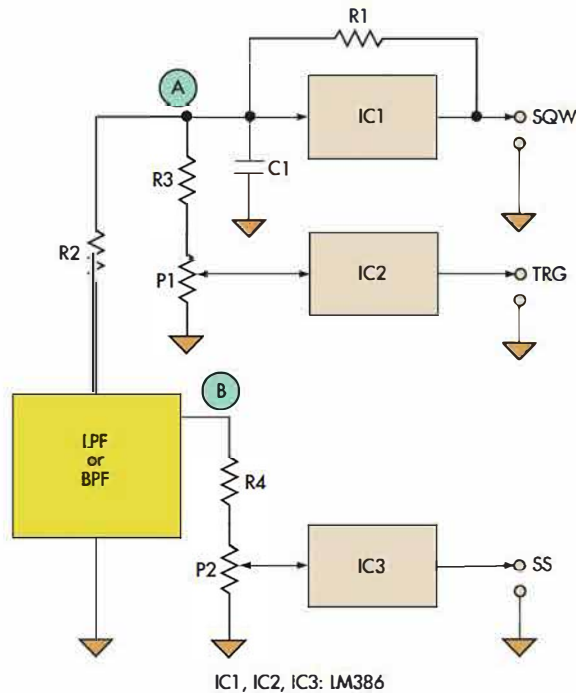 R1
A
IC1
SQW
C1
R3
R2
P1
IC2
TRG
B
LPF
or
BPF
R4
P2
IC3
SS
IC1, IC2, IC3: LM386